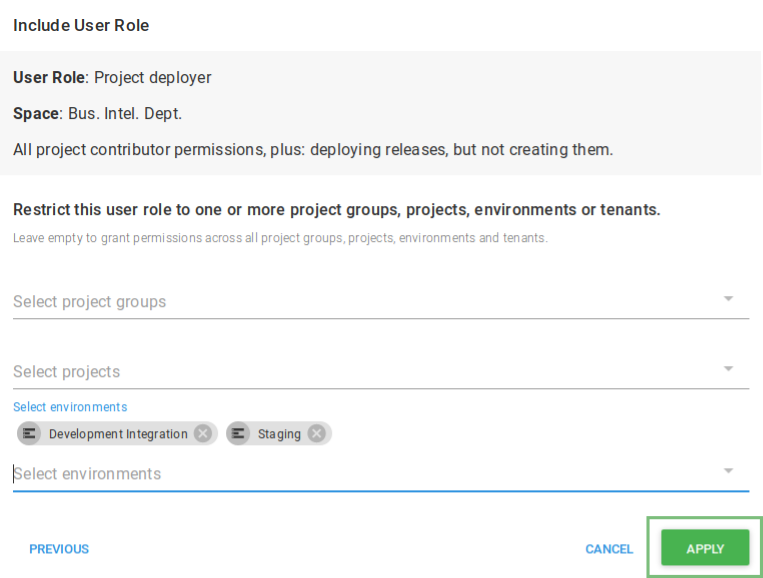 Include User Role
User Role: Project deployer
Space: Bus. Intel. Dept.
All project contributor permissions, plus: deploying releases, but not creating them.
Restrict this user role to one or more project groups, projects, environments or tenants.
Leave empty to grant permissions across all project groups, projects, environments and tenants.
Select project groups
Select projects
Select environments
Development Integration Staging
Select environments
PREVIOUS CANCEL APPLY